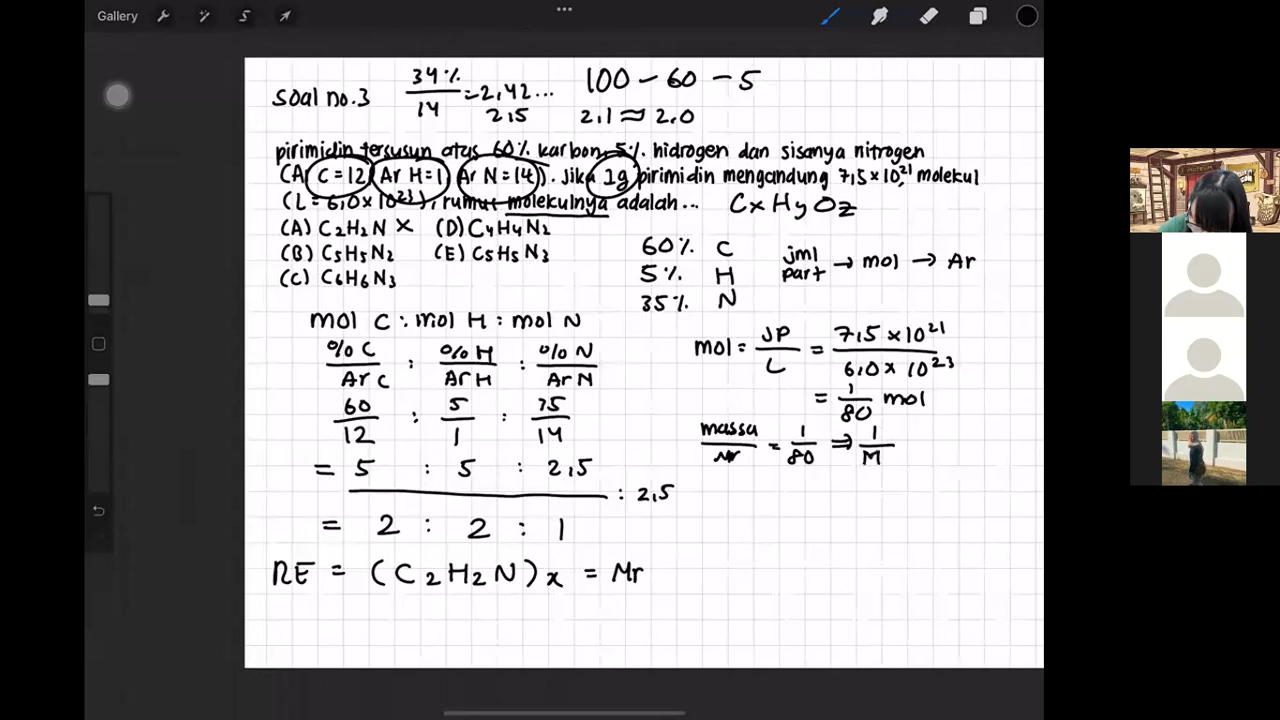 Gallery
soal no.3
34%
14
=2,42...
2,5
100 - 60 - 5
2,1 ≈ 2,0
pirimidin tersusun atas 60% karbon, 5% hidrogen dan sisanya nitrogen
(Ar C = 12, Ar H = 1, Ar N = 14). Jika 1g pirimidin mengandung 7,5 × 10²¹ molekul
(L = 6,0 × 10²³), rumus molekulnya adalah... CxHyOz
(A) C₂H₂N × (D) C₄H₄N₂
(B) C₅H₅N₂ (E) C₅H₅N₃
(C) C₆H₆N₃
60% C
5% H
35% N
jml part → mol → Ar
mol C : mol H : mol N
%C/Ar C : %H/Ar H : %N/Ar N
60/12 : 5/1 : 35/14
= 5 : 5 : 2,5
: 2,5
= 2 : 2 : 1
RE = (C₂H₂N)x = Mr
mol = JP/L = 7,5 × 10²¹/6,0 × 10²³
= 1/80 mol
massa/Mr = 1/80 ⇒ 1/M